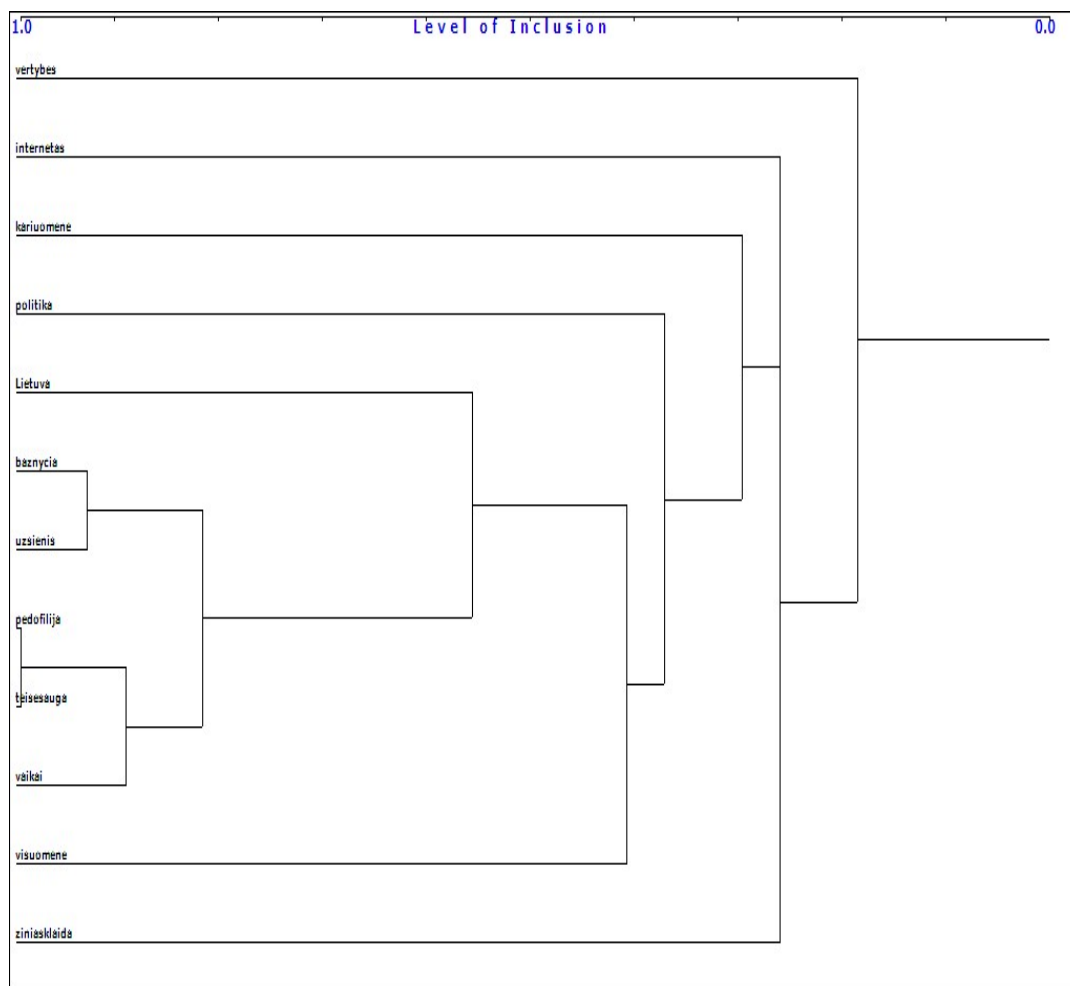 1.0 Level of Inclusion 0.0
vertybes
internetas
kariuomene
politika
Lietuva
baznycia
uzsienis
pedofilija
teisesauga
vaikai
visuomene
ziniasklaida